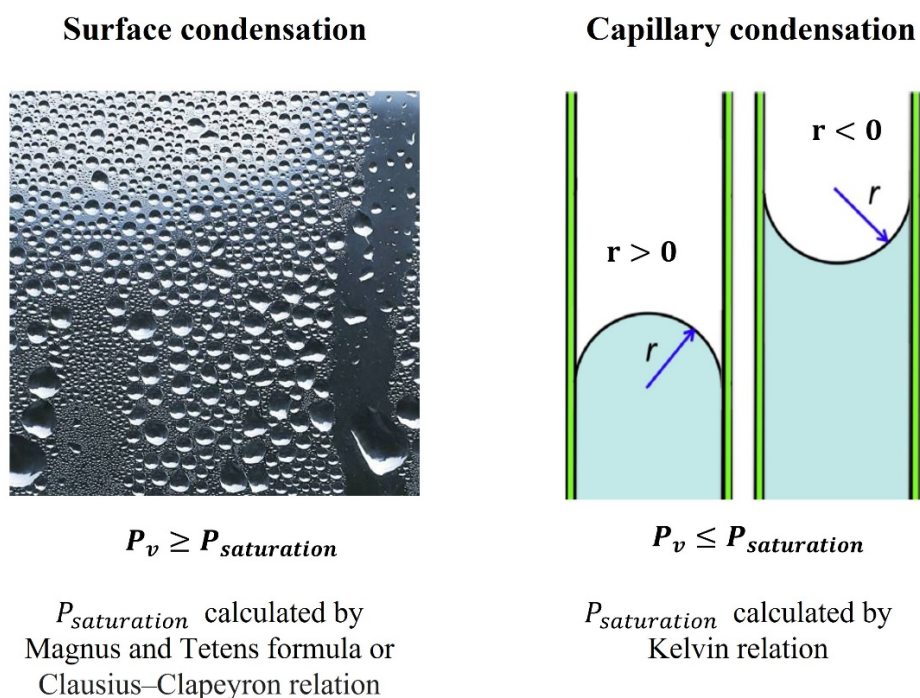 Surface condensation
Capillary condensation
r < 0
r
r > 0
r
P_v ≥ P_saturation
P_v ≤ P_saturation
P_saturation calculated by
Magnus and Tetens formula or
Clausius–Clapeyron relation
P_saturation calculated by
Kelvin relation